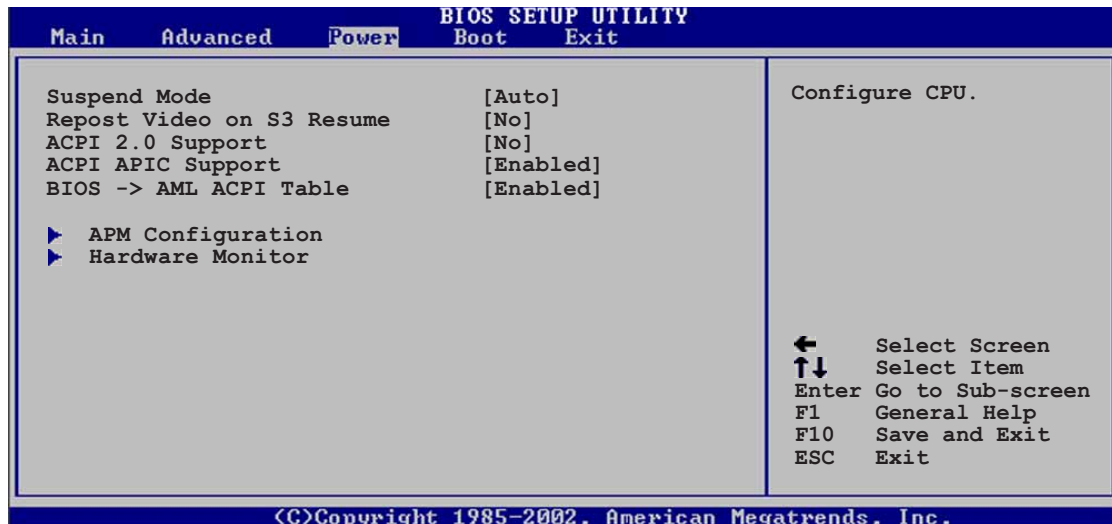 BIOS SETUP UTILITY
Main Advanced Power Boot Exit
Suspend Mode [Auto]
Repost Video on S3 Resume [No]
ACPI 2.0 Support [No]
ACPI APIC Support [Enabled]
BIOS -> AML ACPI Table [Enabled]
APM Configuration
Hardware Monitor
Configure CPU.
← Select Screen
↑↓ Select Item
Enter Go to Sub-screen
F1 General Help
F10 Save and Exit
ESC Exit
(C)Copyright 1985-2002, American Megatrends, Inc.